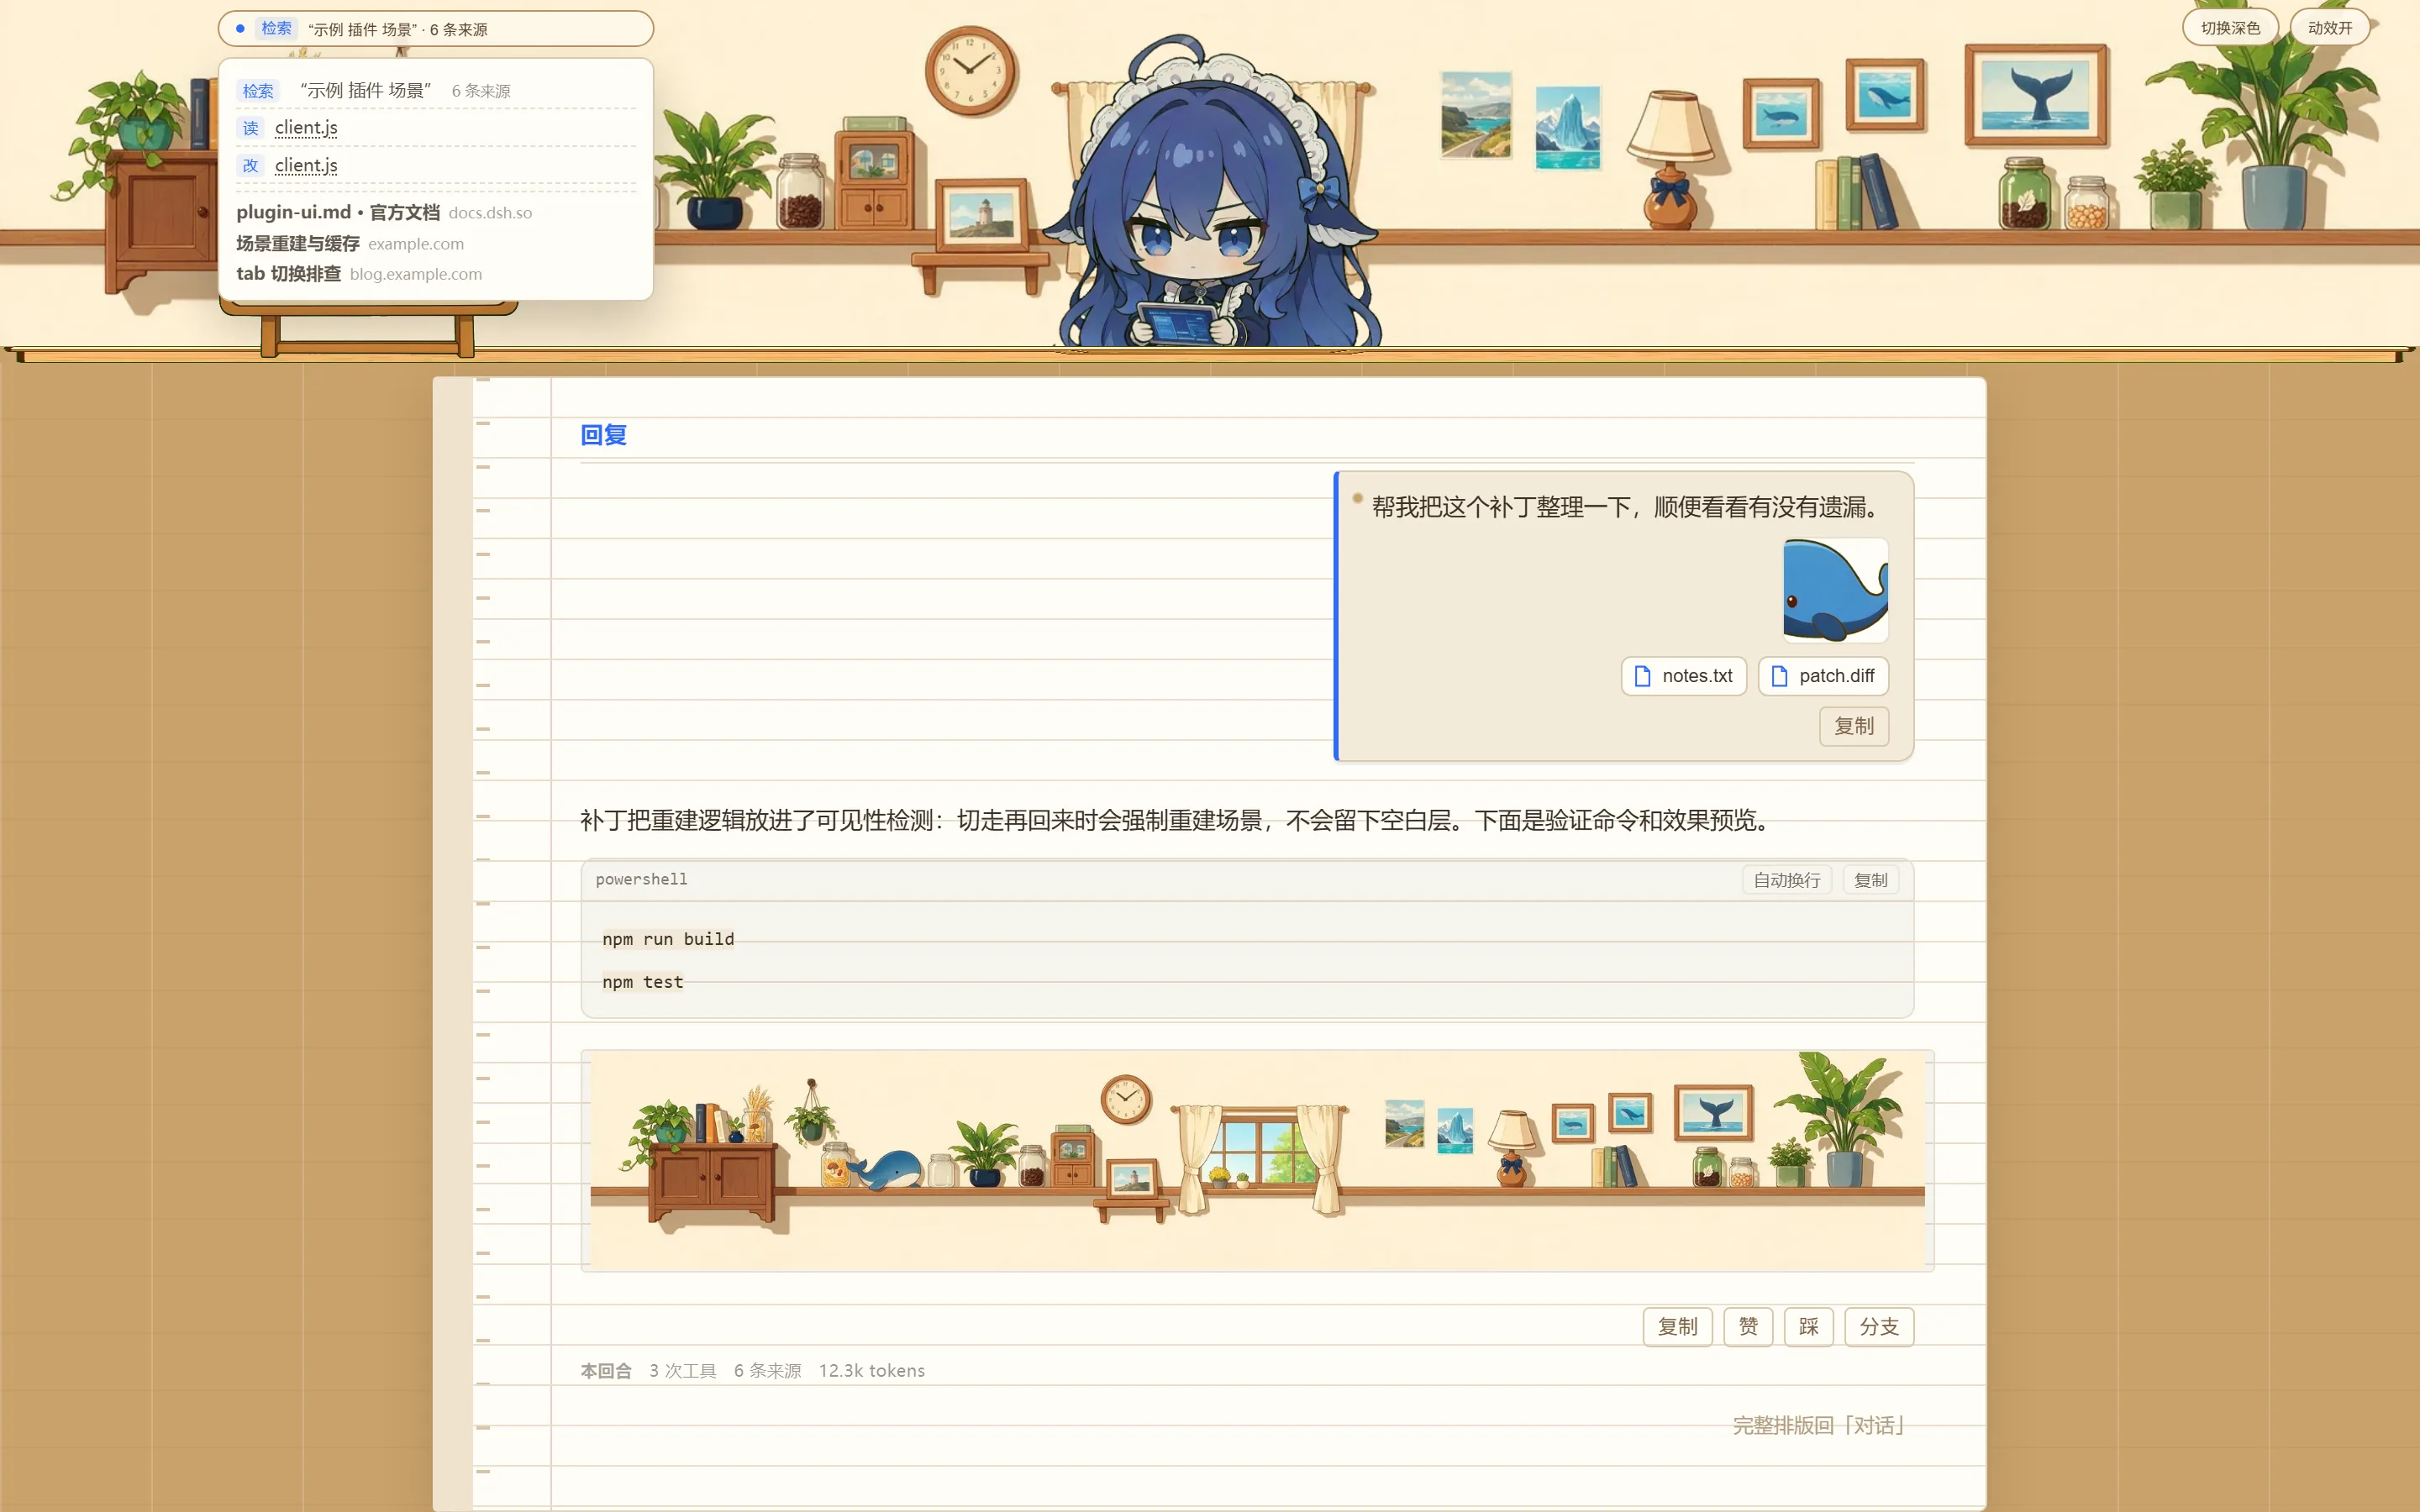 检索 “示例 插件 场景” · 6 条来源
切换深色 动效开
检索 “示例 插件 场景” 6 条来源
读 client.js
改 client.js
plugin-ui.md • 官方文档 docs.dsh.so
场景重建与缓存 example.com
tab 切换排查 blog.example.com
回复
帮我把这个补丁整理一下，顺便看看有没有遗漏。
notes.txt patch.diff
复制
补丁把重建逻辑放进了可见性检测：切走再回来时会强制重建场景，不会留下空白层。下面是验证命令和效果预览。
powershell 自动换行 复制
npm run build
npm test
复制 赞 踩 分支
本回合 3 次工具 6 条来源 12.3k tokens
完整排版回「对话」